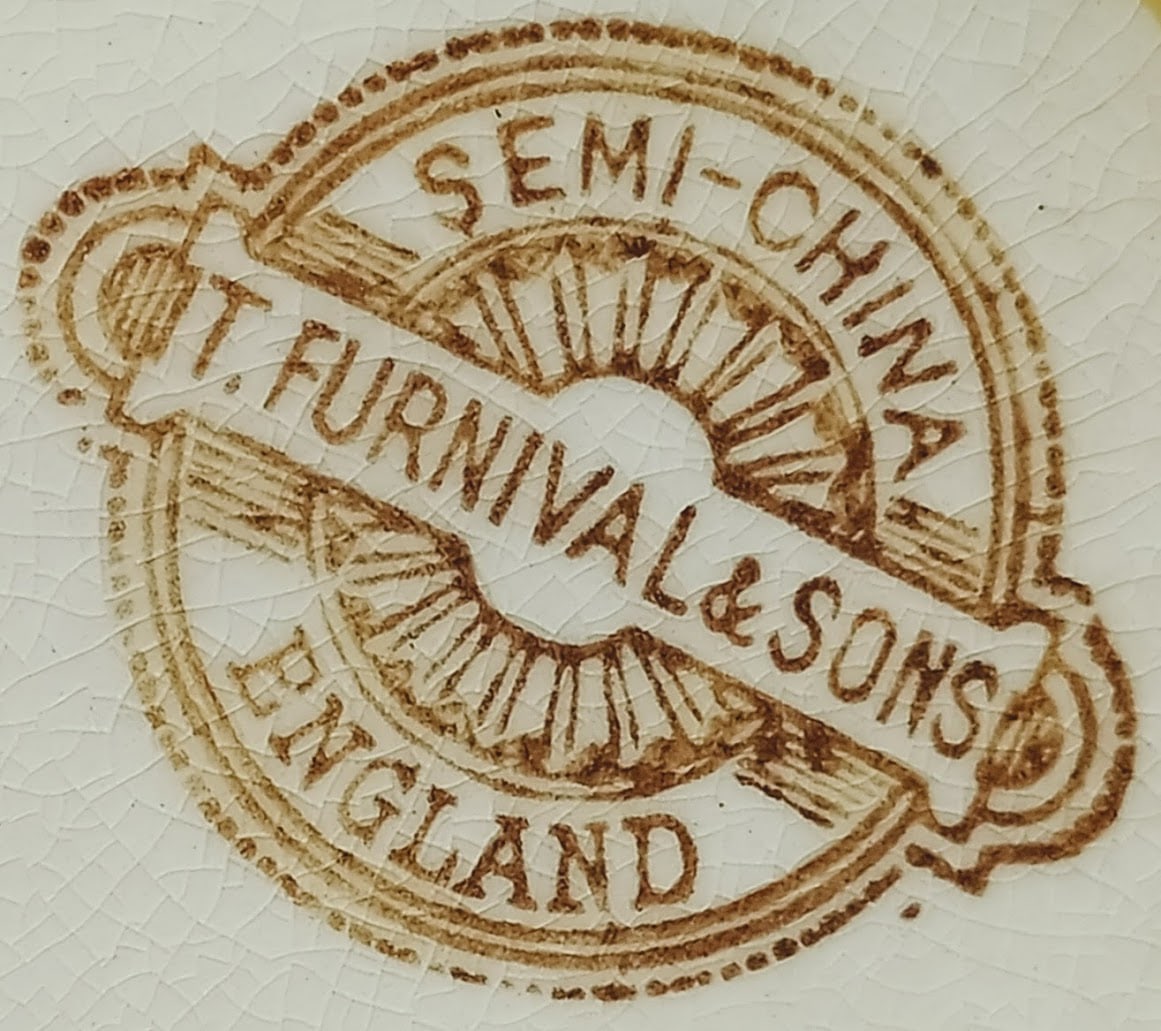 SEMI-CHINA
T. FURNIVAL & SONS
ENGLAND